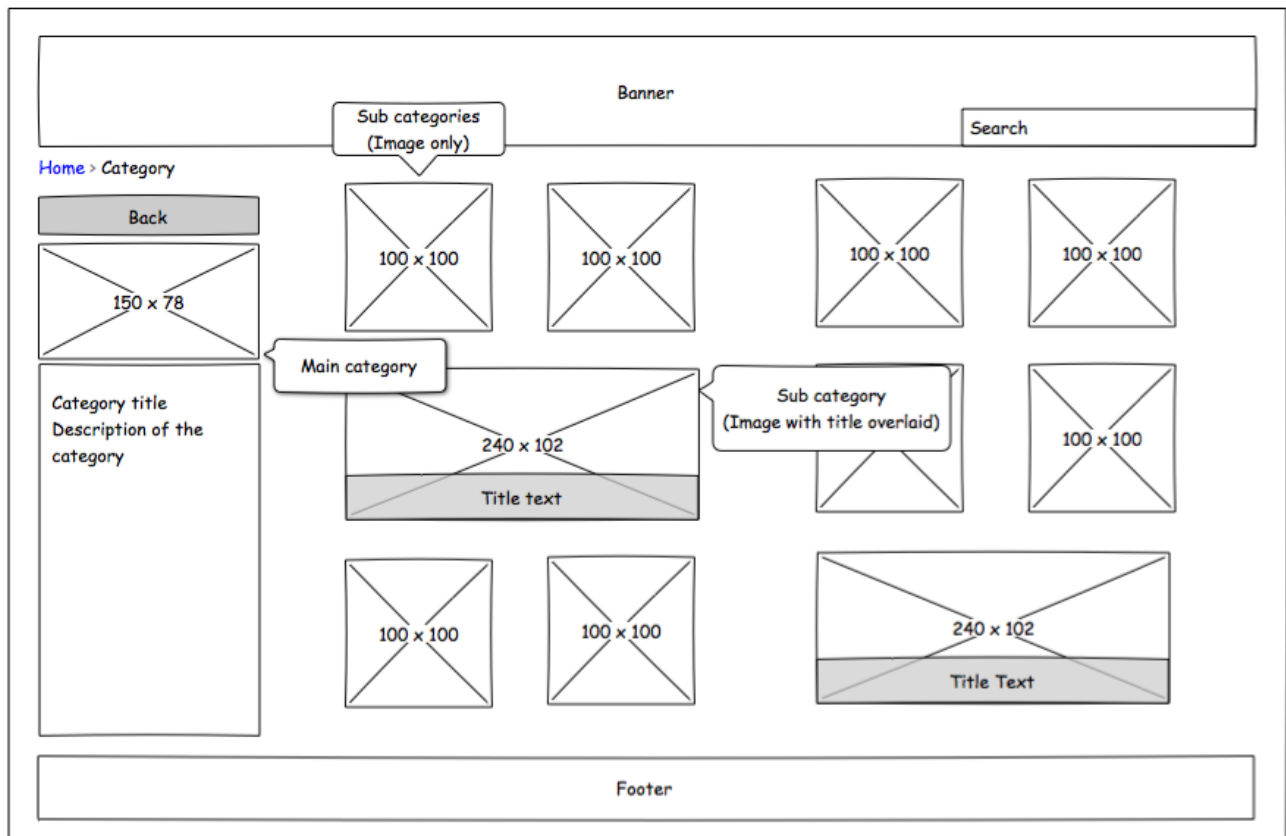 Banner
Search
Sub categories
(Image only)
Home > Category
Back
150 x 78
Main category
Category title
Description of the
category
100 x 100
100 x 100
100 x 100
100 x 100
240 x 102
Title text
Sub category
(Image with title overlaid)
100 x 100
100 x 100
100 x 100
240 x 102
Title Text
Footer